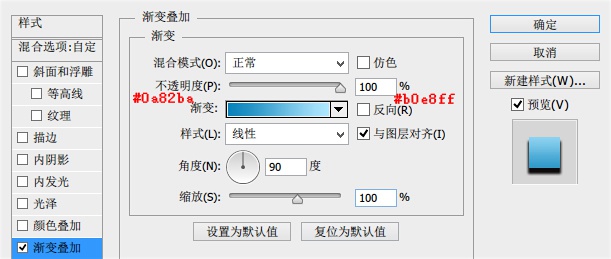 样式
混合选项:自定
斜面和浮雕
等高线
纹理
描边
内阴影
内发光
光泽
颜色叠加
渐变叠加
渐变叠加
渐变
混合模式(O): 正常 仿色
不透明度(P): 100 %
#0a82ba #b0e8ff
渐变: 反向(R)
样式(L): 线性 与图层对齐(I)
角度(N): 90 度
缩放(S): 100 %
设置为默认值 复位为默认值
确定
取消
新建样式(W)...
预览(V)